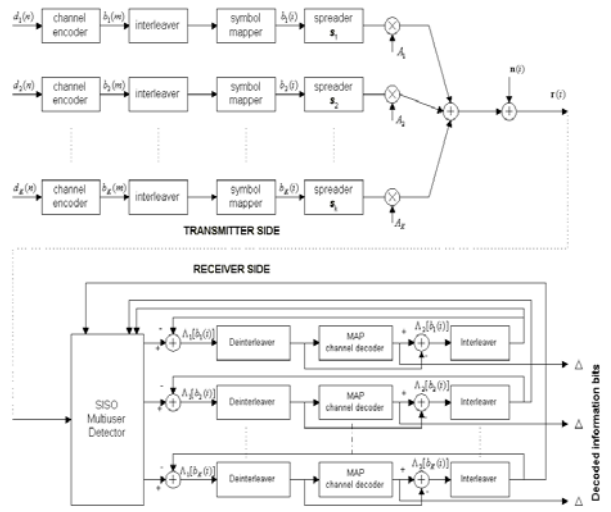 d₁(n) channel encoder b₁(m) interleaver symbol mapper b₁(i) spreader s₁
A₁
n(i)
d₂(n) channel encoder b₂(m) interleaver symbol mapper b₂(i) spreader s₂
r(i)
A₂
d_K(n) channel encoder b_K(m) interleaver symbol mapper b_K(i) spreader s_k
A_K
TRANSMITTER SIDE
RECEIVER SIDE
SISO Multiuser Detector
- + Λ₁[b₁(i)] Deinterleaver MAP channel decoder + - Λ₂[b₁(i)] Interleaver
Δ
- + Λ₁[b₂(i)] Deinterleaver MAP channel decoder + - Λ₂[b₂(i)] Interleaver
Δ
- + Λ₁[b_K(i)] Deinterleaver MAP channel decoder + - Λ₂[b_K(i)] Interleaver
Δ
Decoded information bits